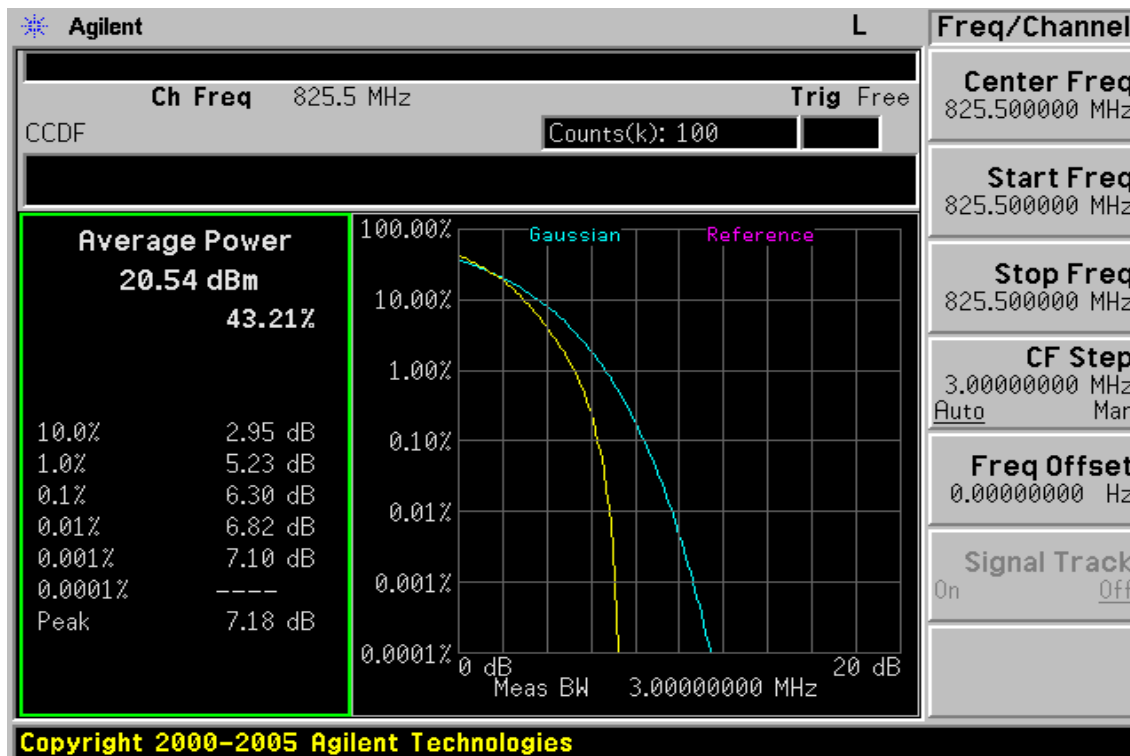 Agilent L
Freq/Channel
Ch Freq 825.5 MHz Trig Free
CCDF Counts(k): 100
Average Power
20.54 dBm
43.21%
10.0% 2.95 dB
1.0% 5.23 dB
0.1% 6.30 dB
0.01% 6.82 dB
0.001% 7.10 dB
0.0001% ----
Peak 7.18 dB
Gaussian Reference
100.00%
10.00%
1.00%
0.10%
0.01%
0.001%
0.0001%
0 dB 20 dB
Meas BW 3.00000000 MHz
Center Freq
825.500000 MHz
Start Freq
825.500000 MHz
Stop Freq
825.500000 MHz
CF Step
3.00000000 MHz
Auto Man
Freq Offset
0.00000000 Hz
Signal Track
On Off
Copyright 2000-2005 Agilent Technologies